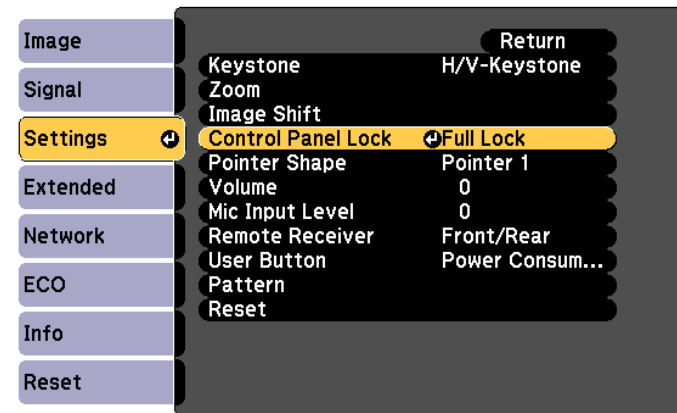 Image
Signal
Settings
Extended
Network
ECO
Info
Reset
Return
Keystone H/V-Keystone
Zoom
Image Shift
Control Panel Lock Full Lock
Pointer Shape Pointer 1
Volume 0
Mic Input Level 0
Remote Receiver Front/Rear
User Button Power Consum...
Pattern
Reset